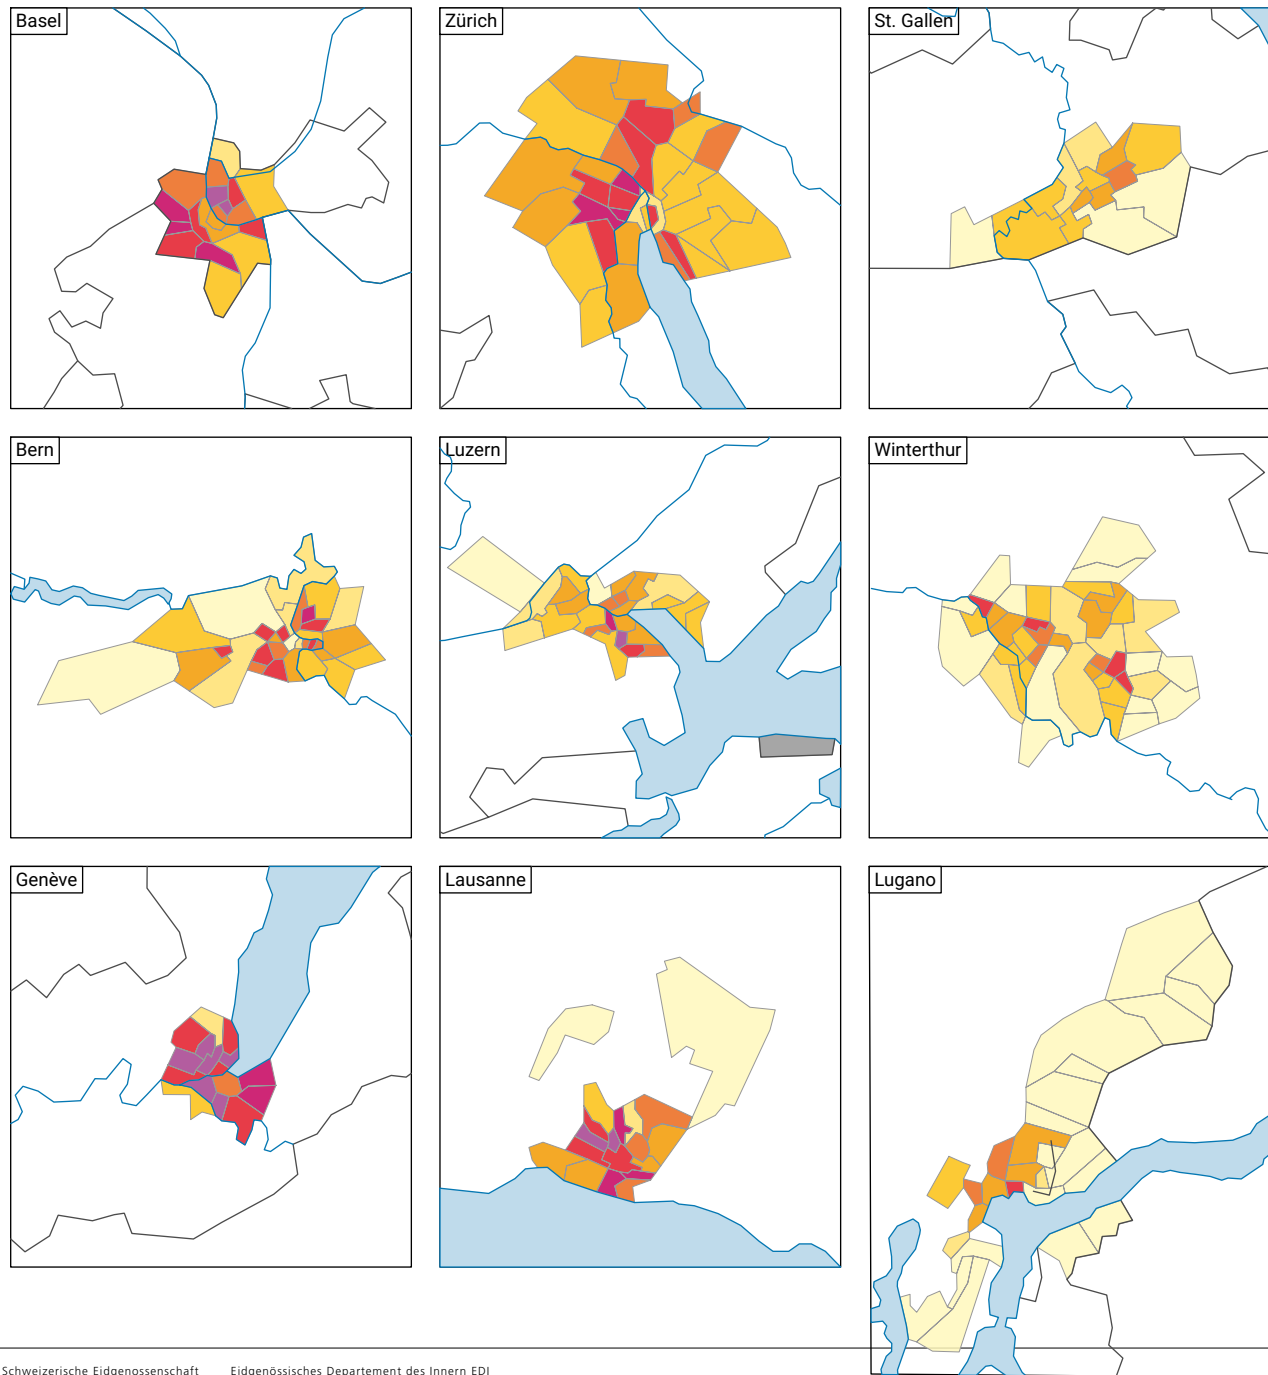 Basel
Zürich
St. Gallen
Bern
Luzern
Winterthur
Genève
Lausanne
Lugano
Schweizerische Eidgenossenschaft Eidgenössisches Departement des Innern EDI